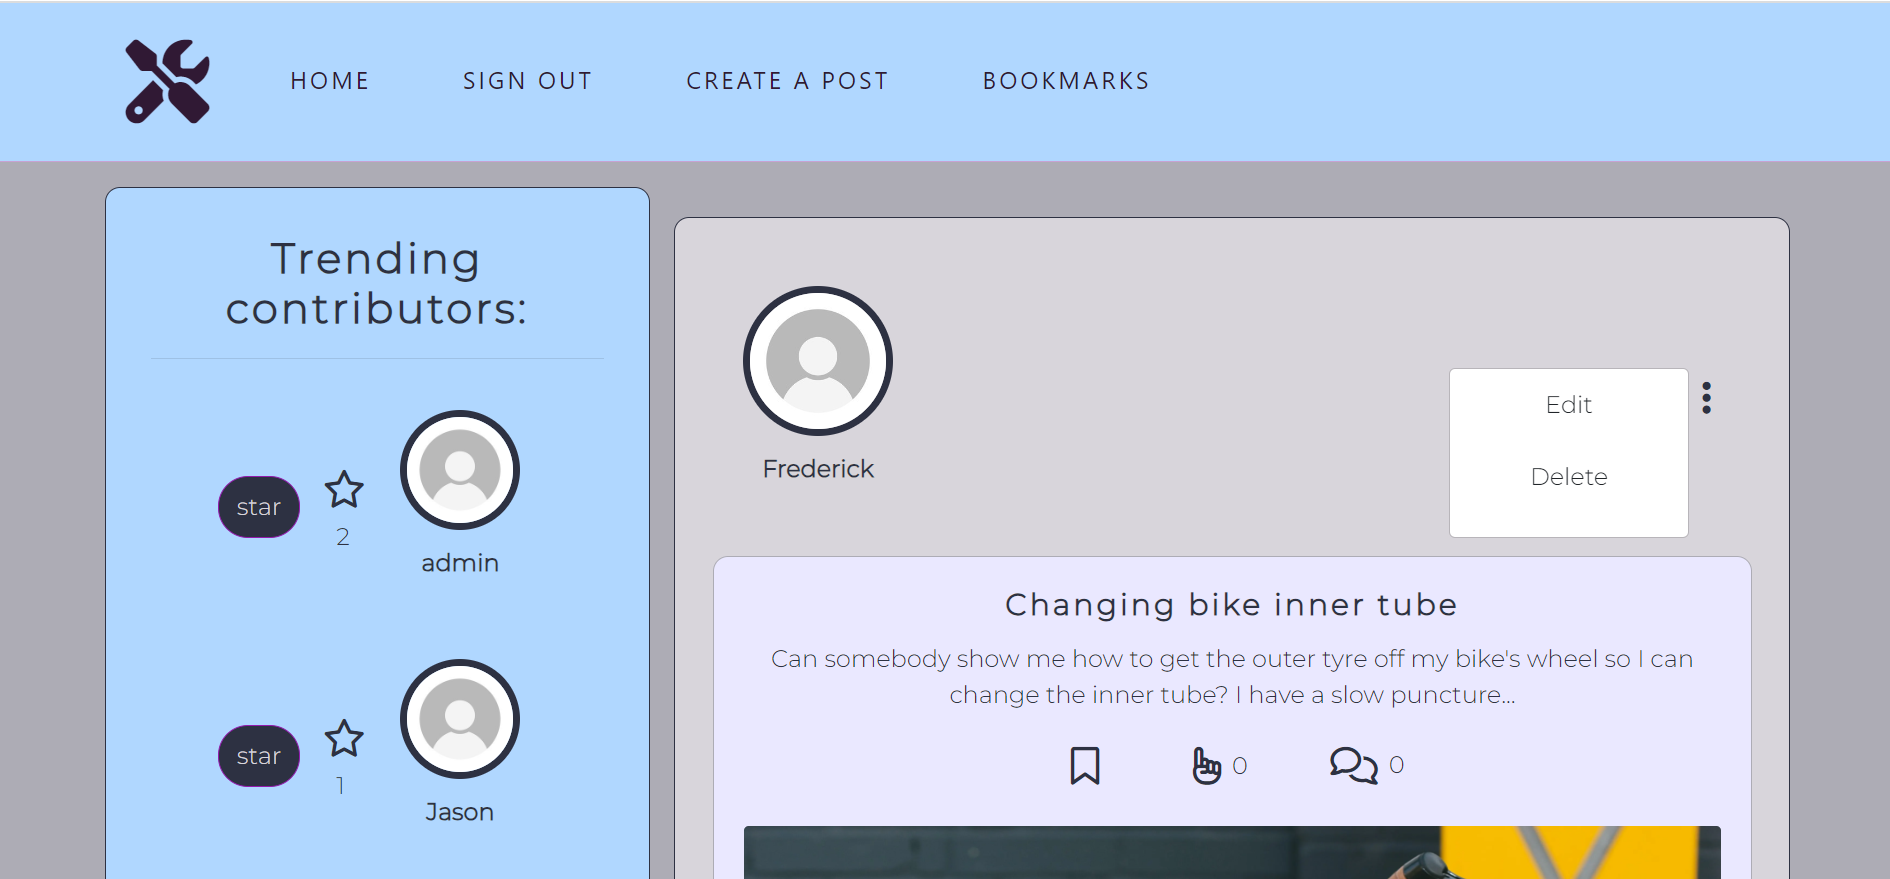 HOME
SIGN OUT
CREATE A POST
BOOKMARKS
Trending
contributors:
star
2
admin
star
1
Jason
Frederick
Edit
Delete
Changing bike inner tube
Can somebody show me how to get the outer tyre off my bike's wheel so I can
change the inner tube? I have a slow puncture...
0
0